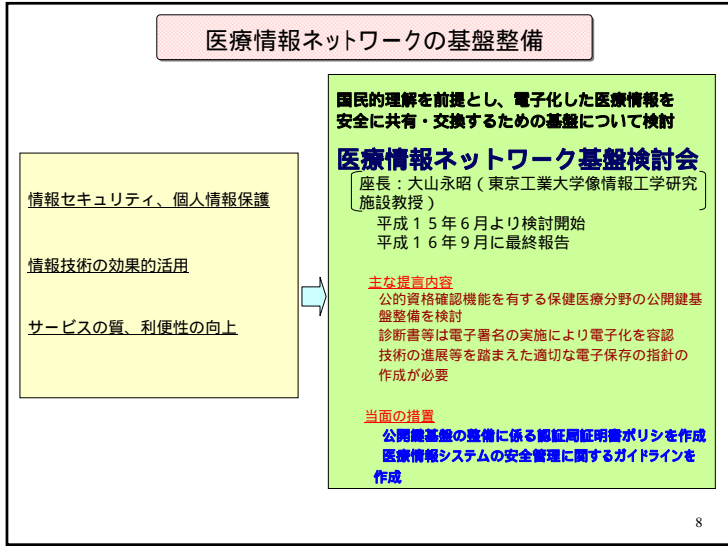 医療情報ネットワークの基盤整備
情報セキュリティ、個人情報保護
情報技術の効果的活用
サービスの質、利便性の向上
国民的理解を前提とし、電子化した医療情報を
安全に共有・交換するための基盤について検討
医療情報ネットワーク基盤検討会
座長：大山永昭（東京工業大学像情報工学研究
施設教授）
平成１５年６月より検討開始
平成１６年９月に最終報告
主な提言内容
公的資格確認機能を有する保健医療分野の公開鍵基
盤整備を検討
診断書等は電子署名の実施により電子化を容認
技術の進展等を踏まえた適切な電子保存の指針の
作成が必要
当面の措置
公開鍵基盤の整備に係る認証局証明書ポリシを作成
医療情報システムの安全管理に関するガイドラインを
作成
8